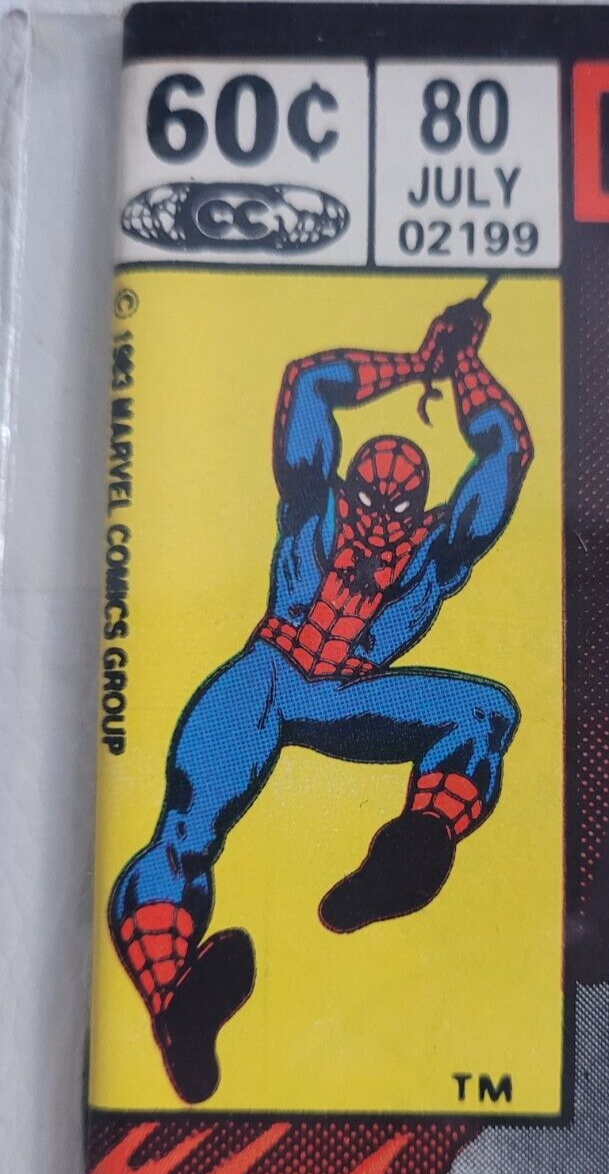 60¢
80
JULY
02199
CC
© 1983 MARVEL COMICS GROUP
TM